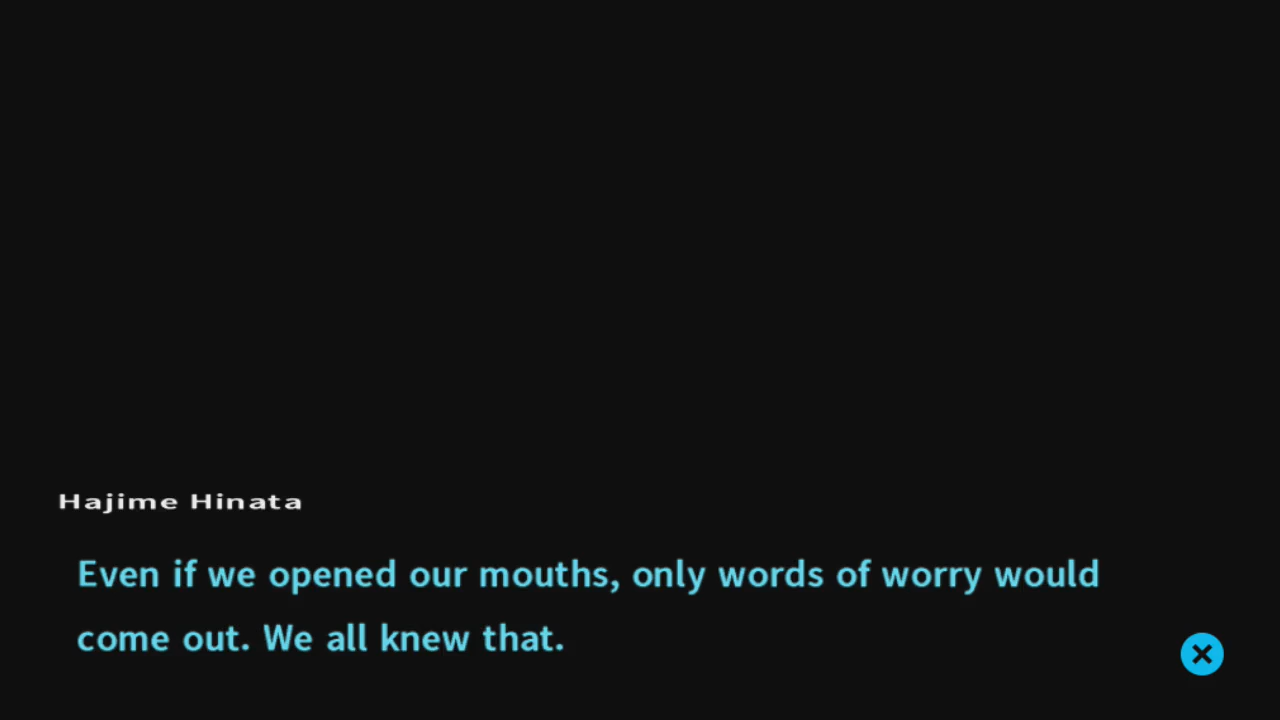 Hajime Hinata
Even if we opened our mouths, only words of worry would
come out. We all knew that.